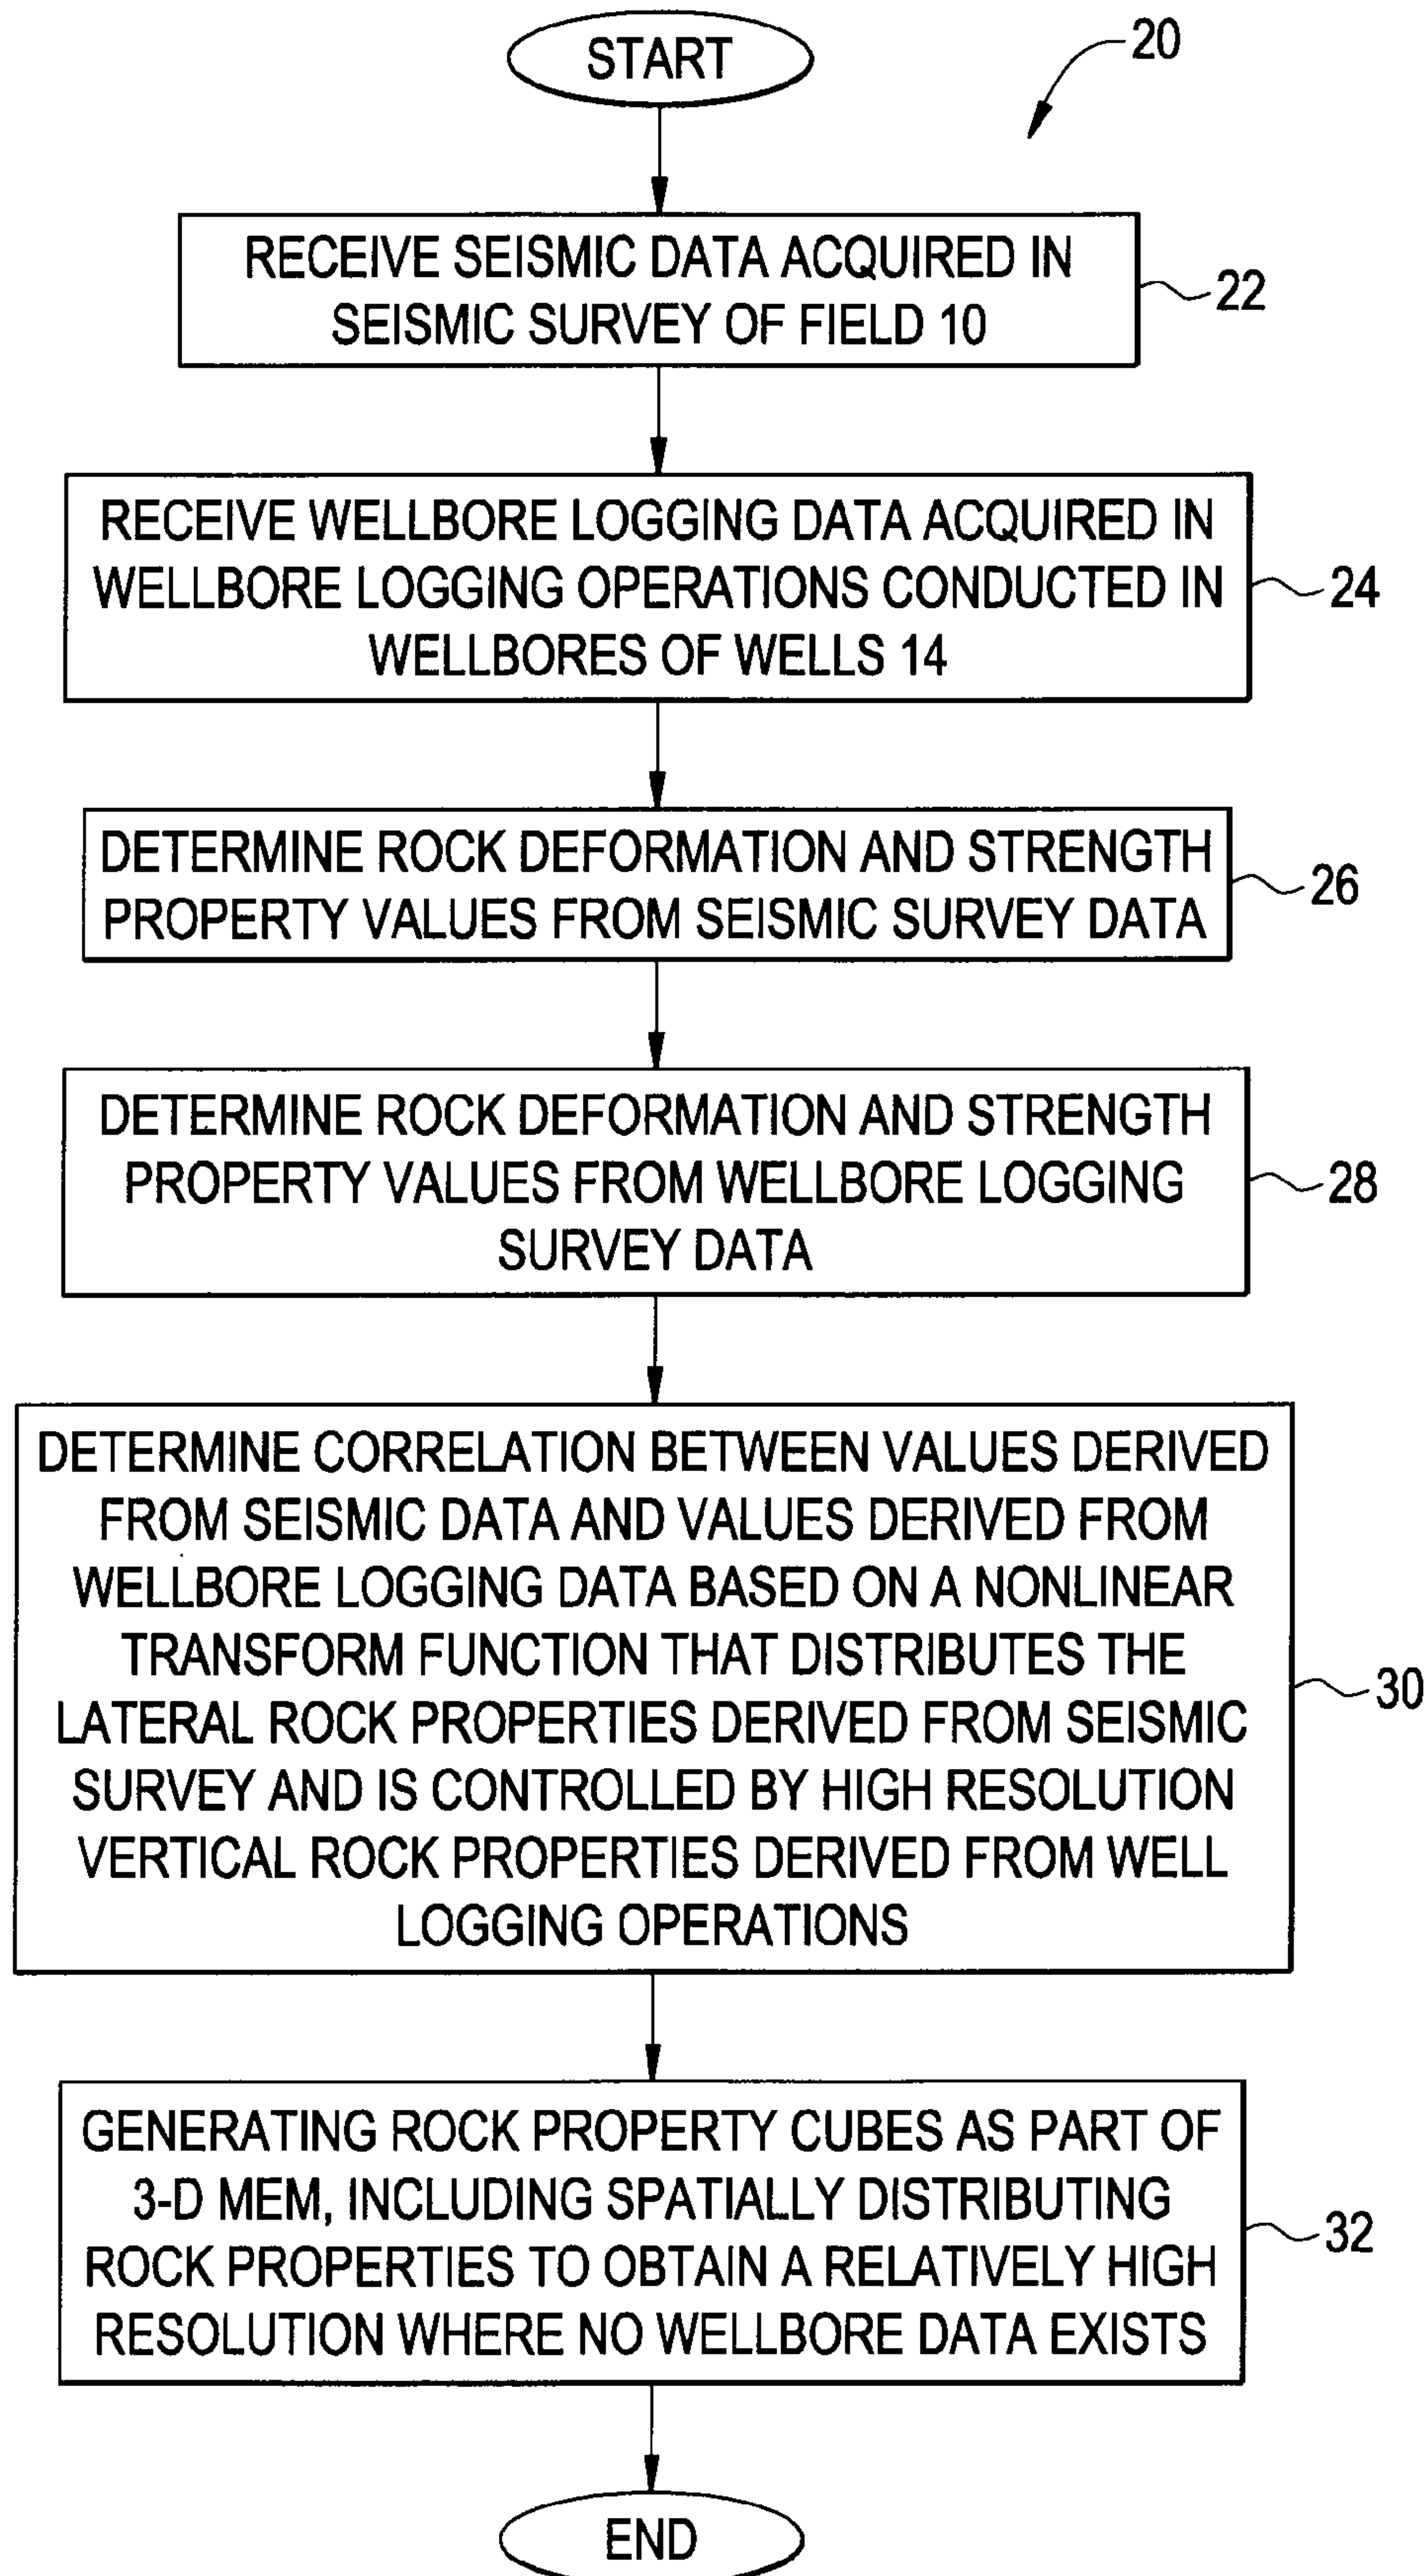 START
20
RECEIVE SEISMIC DATA ACQUIRED IN
SEISMIC SURVEY OF FIELD 10
22
RECEIVE WELLBORE LOGGING DATA ACQUIRED IN
WELLBORE LOGGING OPERATIONS CONDUCTED IN
WELLBORES OF WELLS 14
24
DETERMINE ROCK DEFORMATION AND STRENGTH
PROPERTY VALUES FROM SEISMIC SURVEY DATA
26
DETERMINE ROCK DEFORMATION AND STRENGTH
PROPERTY VALUES FROM WELLBORE LOGGING
SURVEY DATA
28
DETERMINE CORRELATION BETWEEN VALUES DERIVED
FROM SEISMIC DATA AND VALUES DERIVED FROM
WELLBORE LOGGING DATA BASED ON A NONLINEAR
TRANSFORM FUNCTION THAT DISTRIBUTES THE
LATERAL ROCK PROPERTIES DERIVED FROM SEISMIC
SURVEY AND IS CONTROLLED BY HIGH RESOLUTION
VERTICAL ROCK PROPERTIES DERIVED FROM WELL
LOGGING OPERATIONS
30
GENERATING ROCK PROPERTY CUBES AS PART OF
3-D MEM, INCLUDING SPATIALLY DISTRIBUTING
ROCK PROPERTIES TO OBTAIN A RELATIVELY HIGH
RESOLUTION WHERE NO WELLBORE DATA EXISTS
32
END